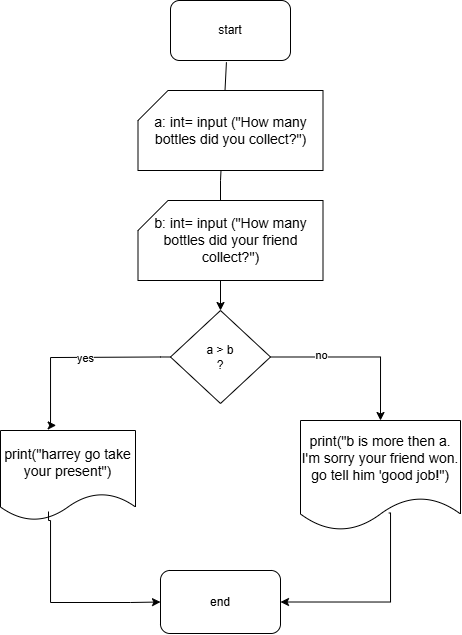 start
a: int= input ("How many
bottles did you collect?")
b: int= input ("How many
bottles did your friend
collect?")
a > b
?
yes
no
print("harrey go take
your present")
print("b is more then a.
I'm sorry your friend won.
go tell him 'good job!")
end